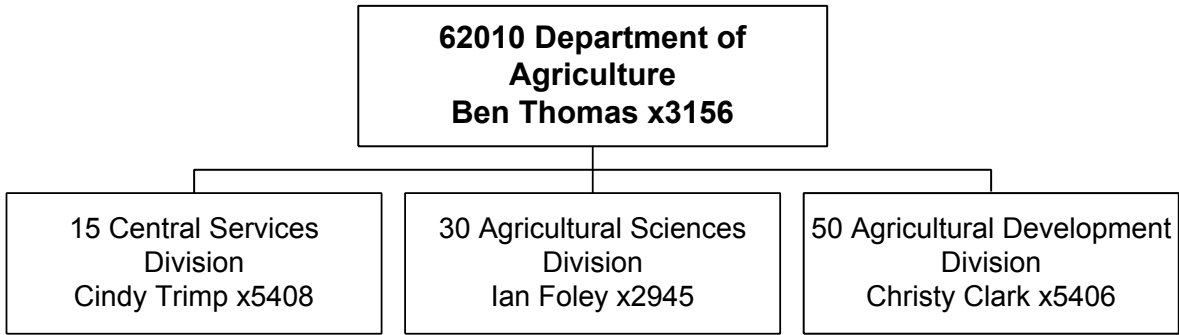 62010 Department of
Agriculture
Ben Thomas x3156
15 Central Services
Division
Cindy Trimp x5408
30 Agricultural Sciences
Division
Ian Foley x2945
50 Agricultural Development
Division
Christy Clark x5406